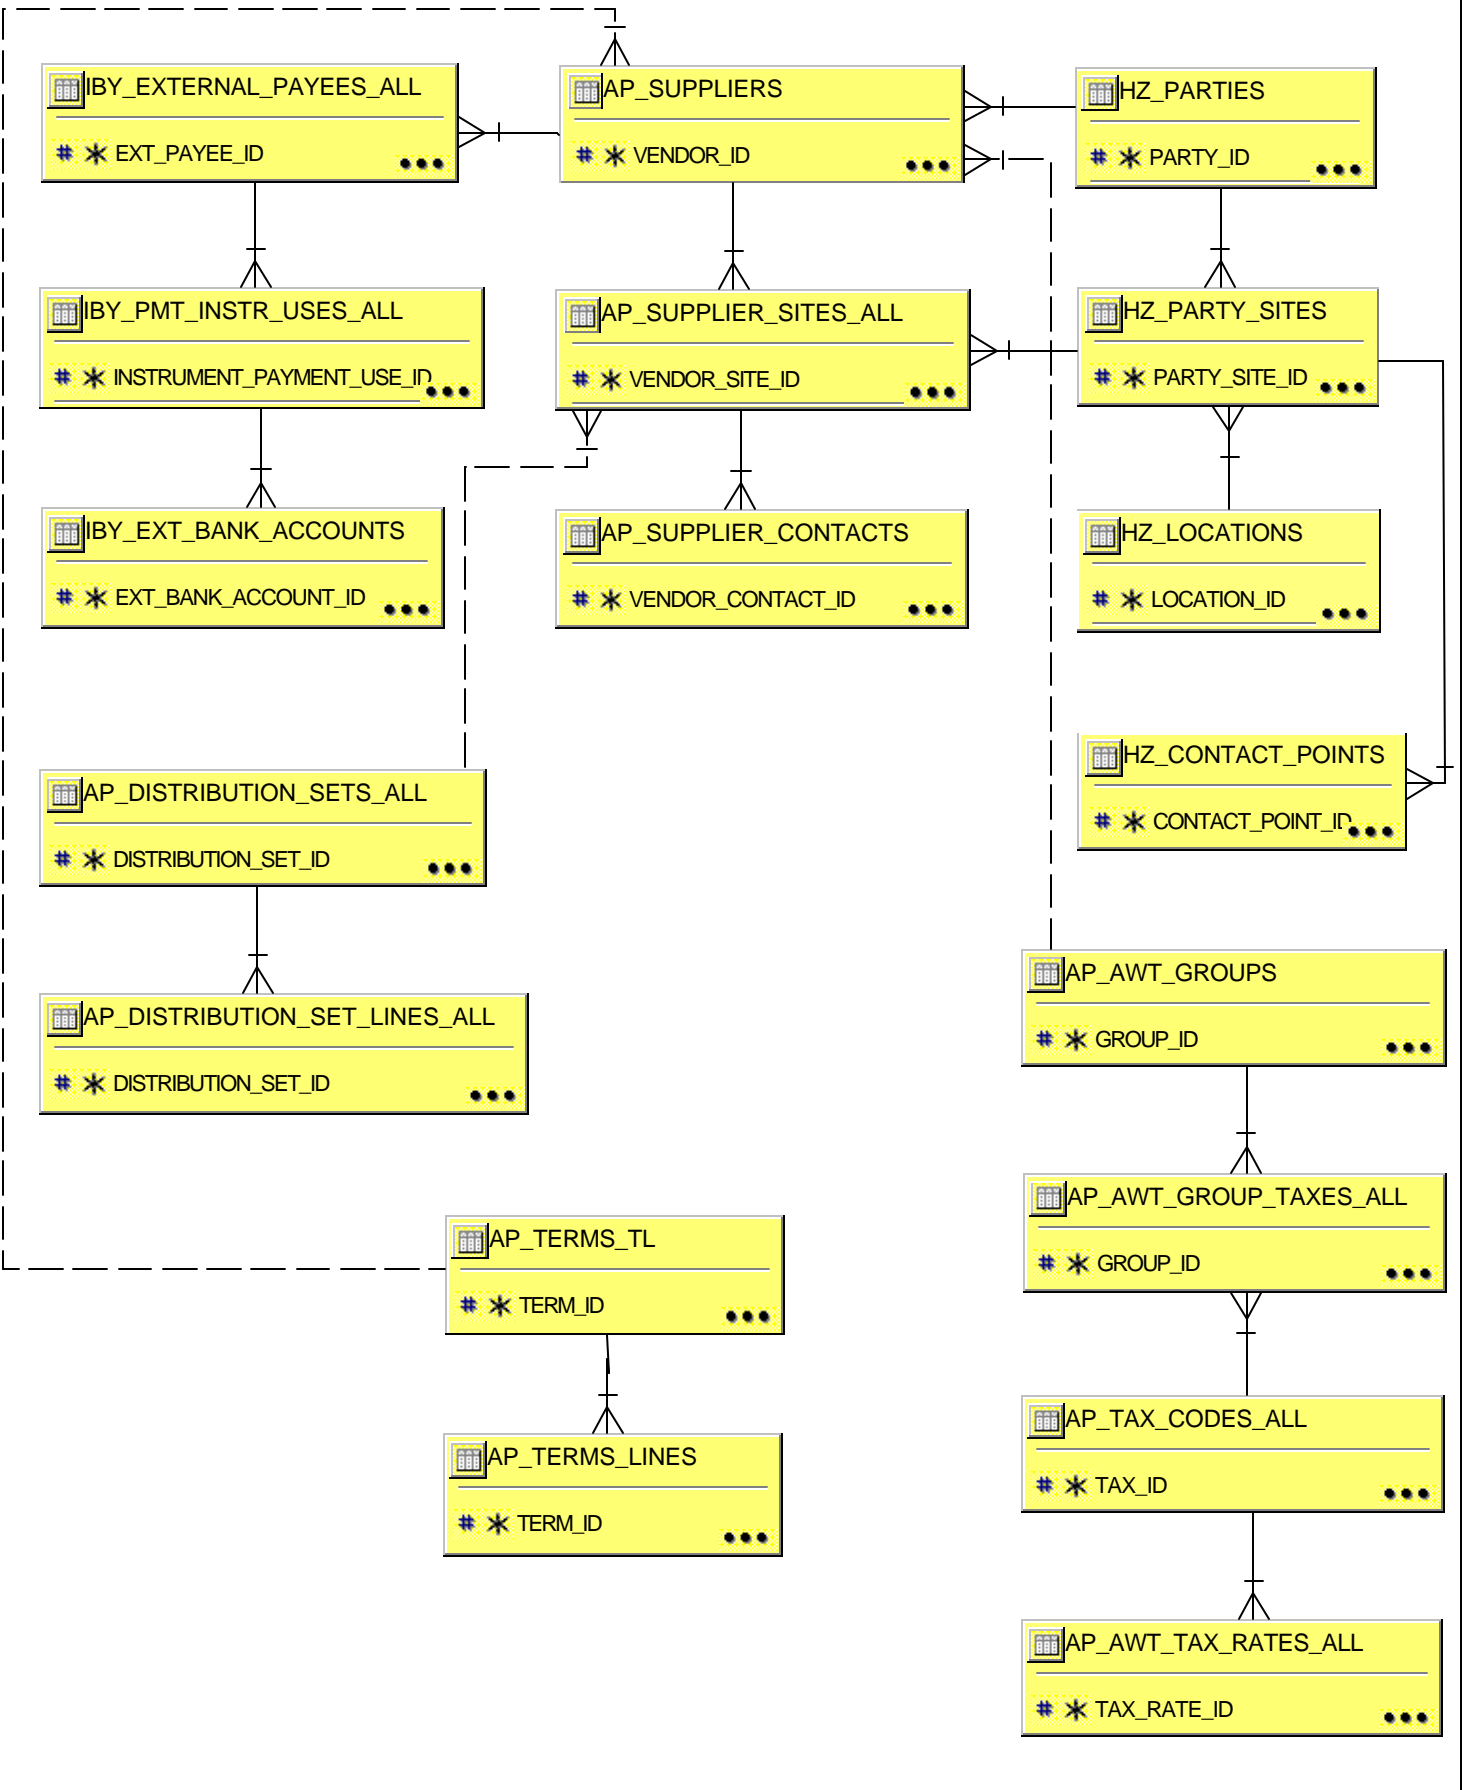 IBY_EXTERNAL_PAYEES_ALL
# * EXT_PAYEE_ID
AP_SUPPLIERS
# * VENDOR_ID
HZ_PARTIES
# * PARTY_ID
IBY_PMT_INSTR_USES_ALL
# * INSTRUMENT_PAYMENT_USE_ID
AP_SUPPLIER_SITES_ALL
# * VENDOR_SITE_ID
HZ_PARTY_SITES
# * PARTY_SITE_ID
IBY_EXT_BANK_ACCOUNTS
# * EXT_BANK_ACCOUNT_ID
AP_SUPPLIER_CONTACTS
# * VENDOR_CONTACT_ID
HZ_LOCATIONS
# * LOCATION_ID
HZ_CONTACT_POINTS
# * CONTACT_POINT_ID
AP_DISTRIBUTION_SETS_ALL
# * DISTRIBUTION_SET_ID
AP_AWT_GROUPS
# * GROUP_ID
AP_DISTRIBUTION_SET_LINES_ALL
# * DISTRIBUTION_SET_ID
AP_AWT_GROUP_TAXES_ALL
# * GROUP_ID
AP_TERMS_TL
# * TERM_ID
AP_TAX_CODES_ALL
# * TAX_ID
AP_TERMS_LINES
# * TERM_ID
AP_AWT_TAX_RATES_ALL
# * TAX_RATE_ID